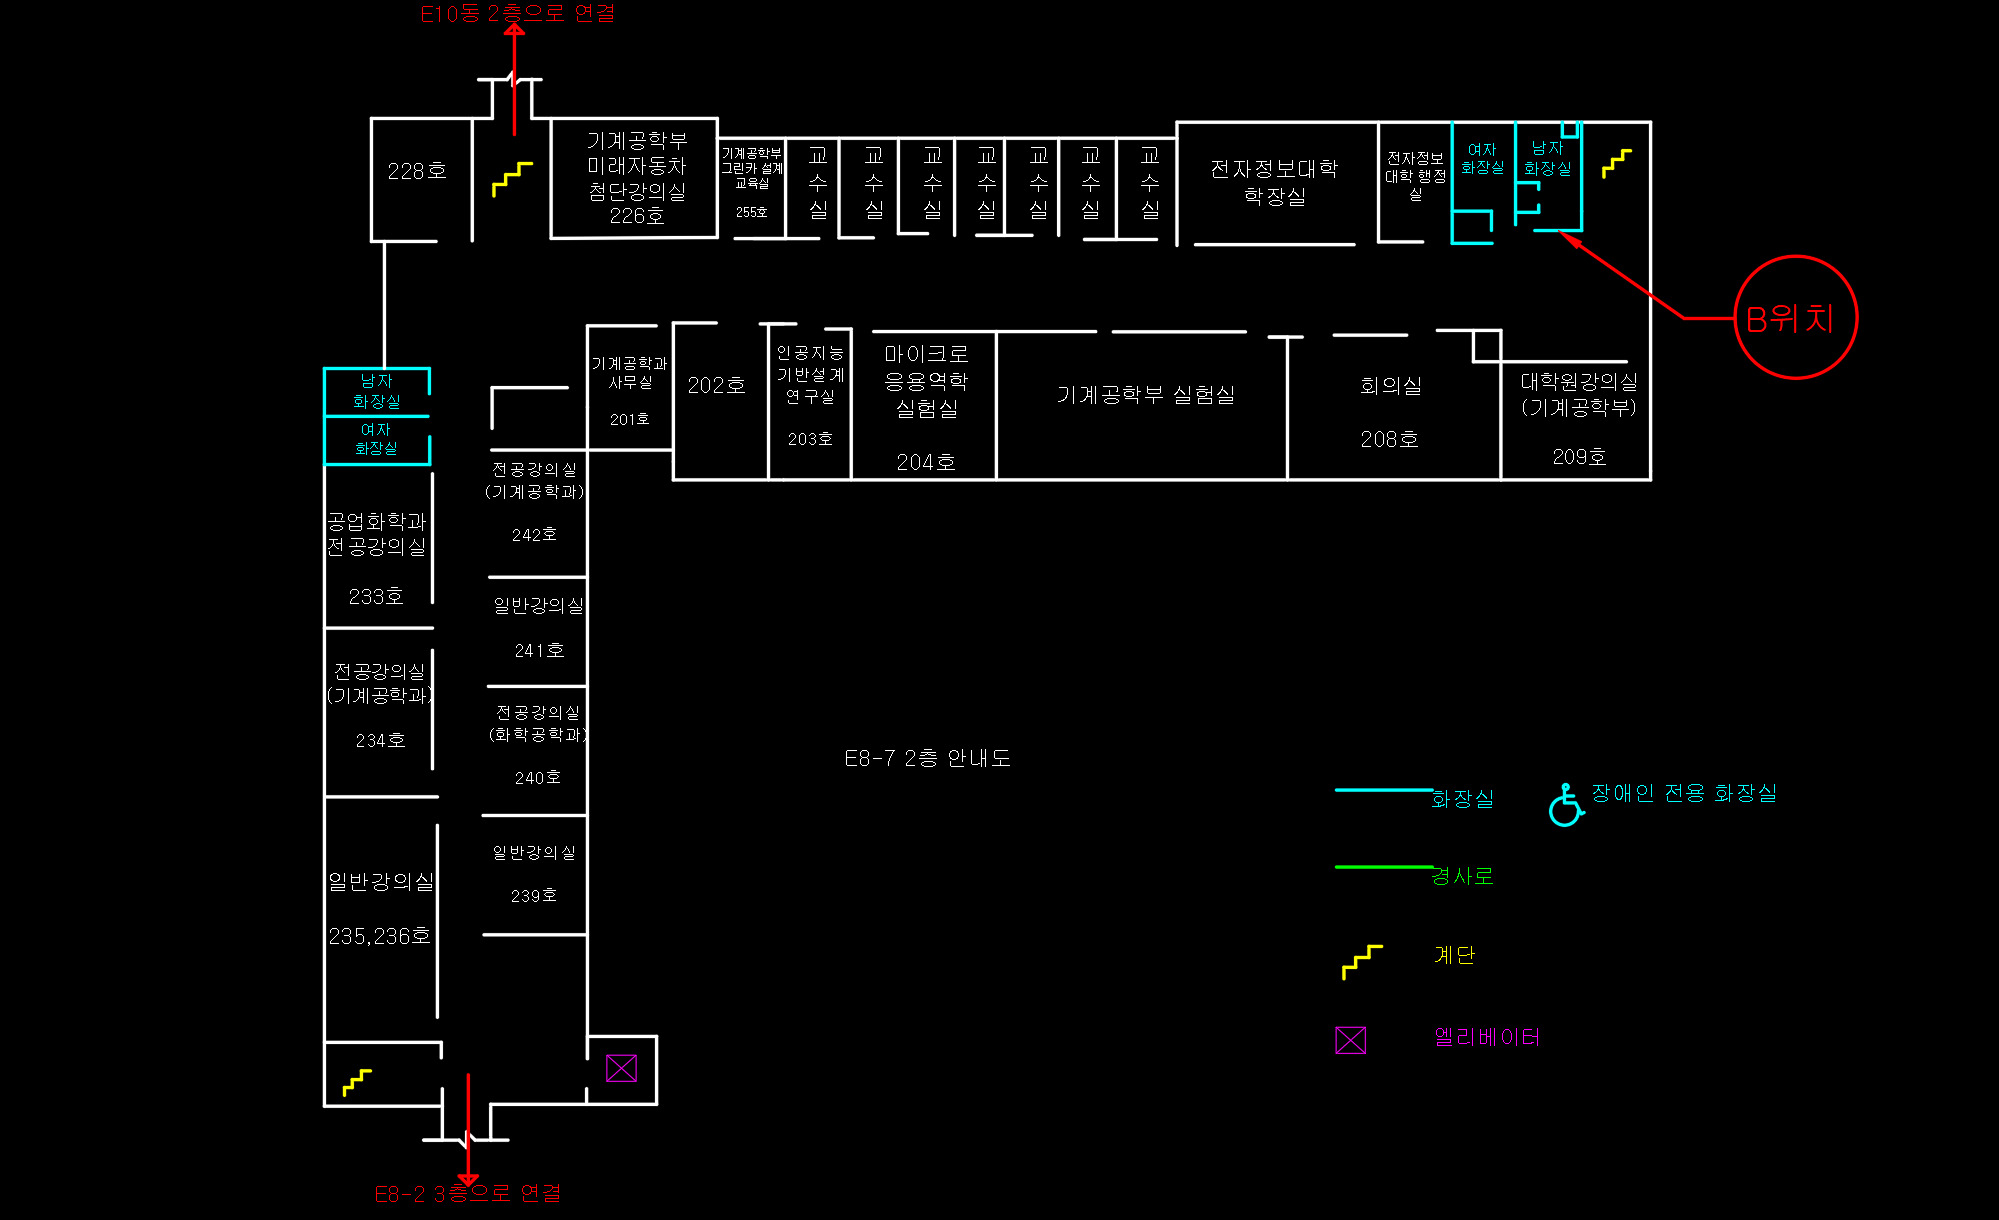 E10동 2층으로 연결
228호
기계공학부
미래자동차
첨단강의실
226호
기계공학부
그린카 설계
교육실
255호
교수실
교수실
교수실
교수실
교수실
교수실
교수실
전자정보대학
학장실
전자정보
대학 행정
실
여자
화장실
남자
화장실
B위치
기계공학과
사무실
201호
202호
인공지능
기반설계
연구실
203호
마이크로
응용역학
실험실
204호
기계공학부 실험실
회의실
208호
대학원강의실
(기계공학부)
209호
남자
화장실
여자
화장실
전공강의실
(기계공학과)
242호
공업화학과
전공강의실
233호
일반강의실
241호
전공강의실
(기계공학과)
234호
전공강의실
(화학공학과)
240호
일반강의실
235,236호
일반강의실
239호
E8-7 2층 안내도
화장실
장애인 전용 화장실
경사로
계단
엘리베이터
E8-2 3층으로 연결